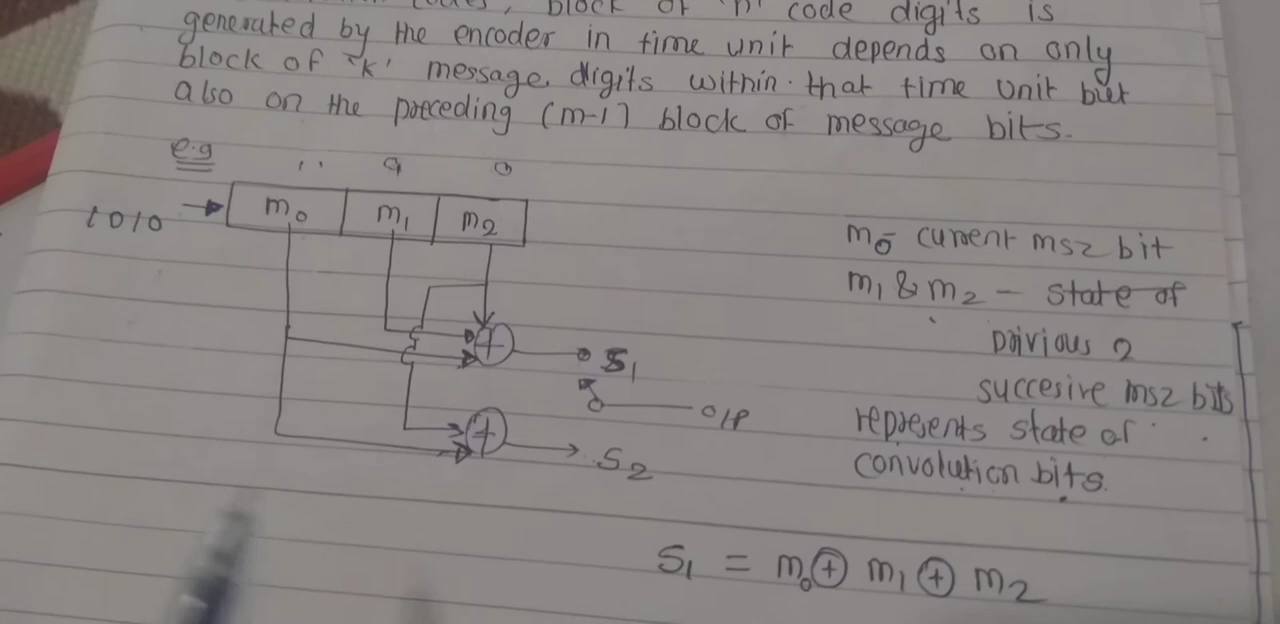 block of 'n' code digits is
generated by the encoder in time unit depends on only
block of 'k' message digits within that time unit but
also on the preceding (m-1) block of message bits.
e.g
1010
m0 m1 m2
m0 current msz bit
m1 & m2 - state of
privious 2
succesive msz bits
represents state of
convolution bits.
S1
o/p
S2
S1 = m0 ⊕ m1 ⊕ m2